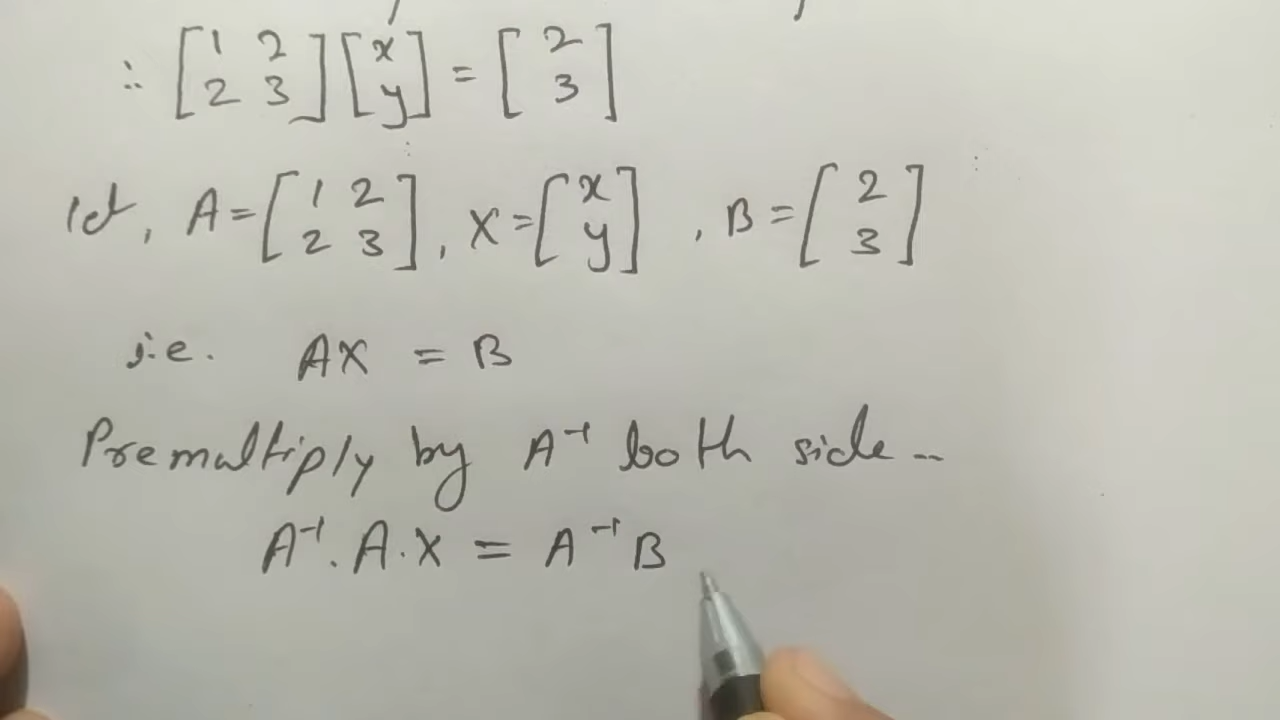 ∴ [1 2 2 3] [x y] = [2 3]
let, A = [1 2 2 3], X = [x y], B = [2 3]
i.e. AX = B
Premultiply by A⁻¹ both side --
A⁻¹. A. X = A⁻¹ B